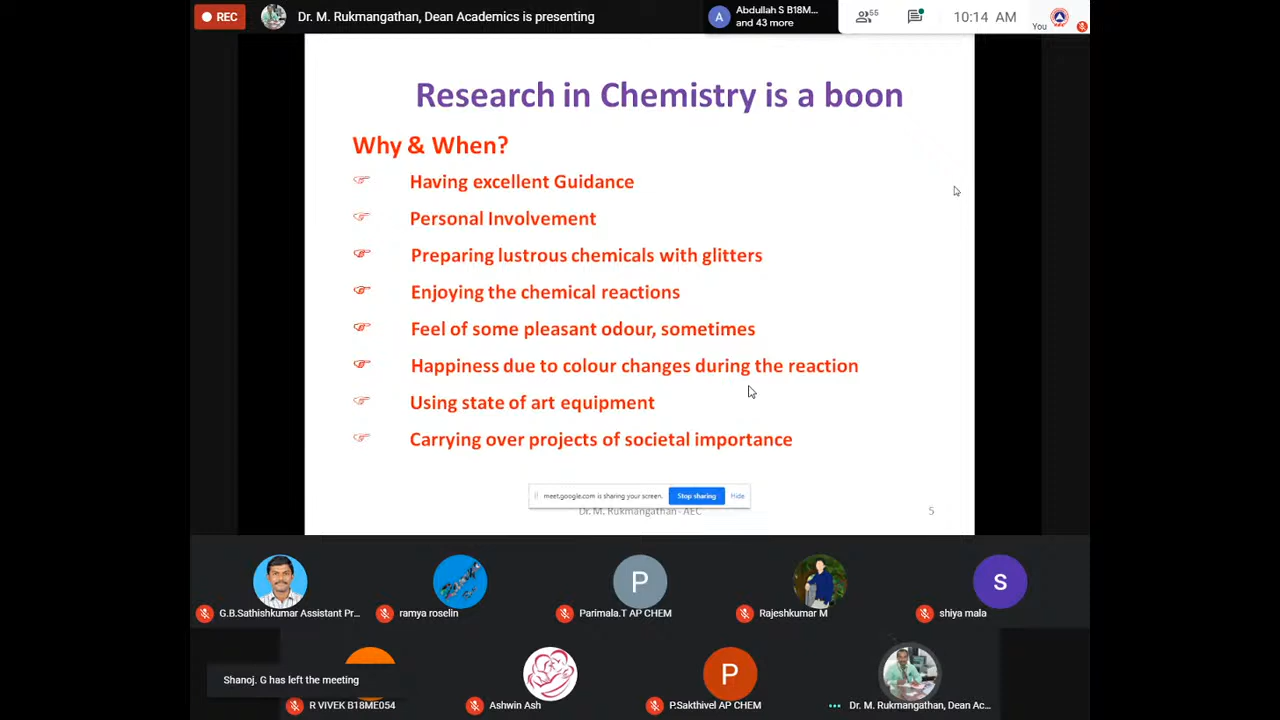 REC
Dr. M. Rukmangathan, Dean Academics is presenting
A
Abdullah S B18M...
and 43 more
55
10:14 AM
You
Research in Chemistry is a boon
Why & When?
Having excellent Guidance
Personal Involvement
Preparing lustrous chemicals with glitters
Enjoying the chemical reactions
Feel of some pleasant odour, sometimes
Happiness due to colour changes during the reaction
Using state of art equipment
Carrying over projects of societal importance
meet.google.com is sharing your screen.
Stop sharing
Hide
Dr. M. Rukmangathan - AEC
5
P
S
G.B.Sathishkumar Assistant Pr...
ramya roselin
Parimala.T AP CHEM
Rajeshkumar M
shiya mala
P
Shanoj. G has left the meeting
R VIVEK B18ME054
Ashwin Ash
P.Sakthivel AP CHEM
Dr. M. Rukmangathan, Dean Ac...